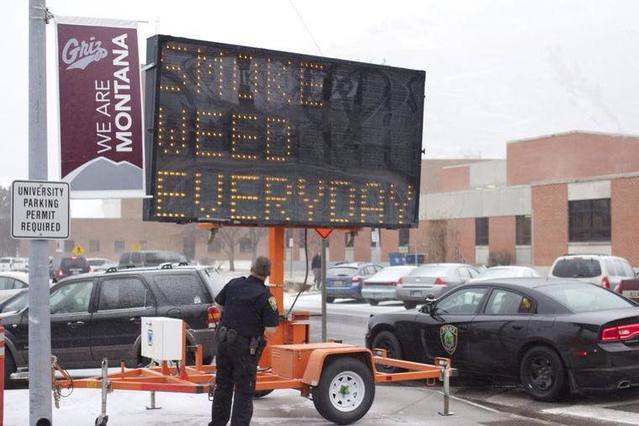 Griz
WE ARE
MONTANA
SMOKE
WEED
EVERYDAY
UNIVERSITY
PARKING
PERMIT
REQUIRED